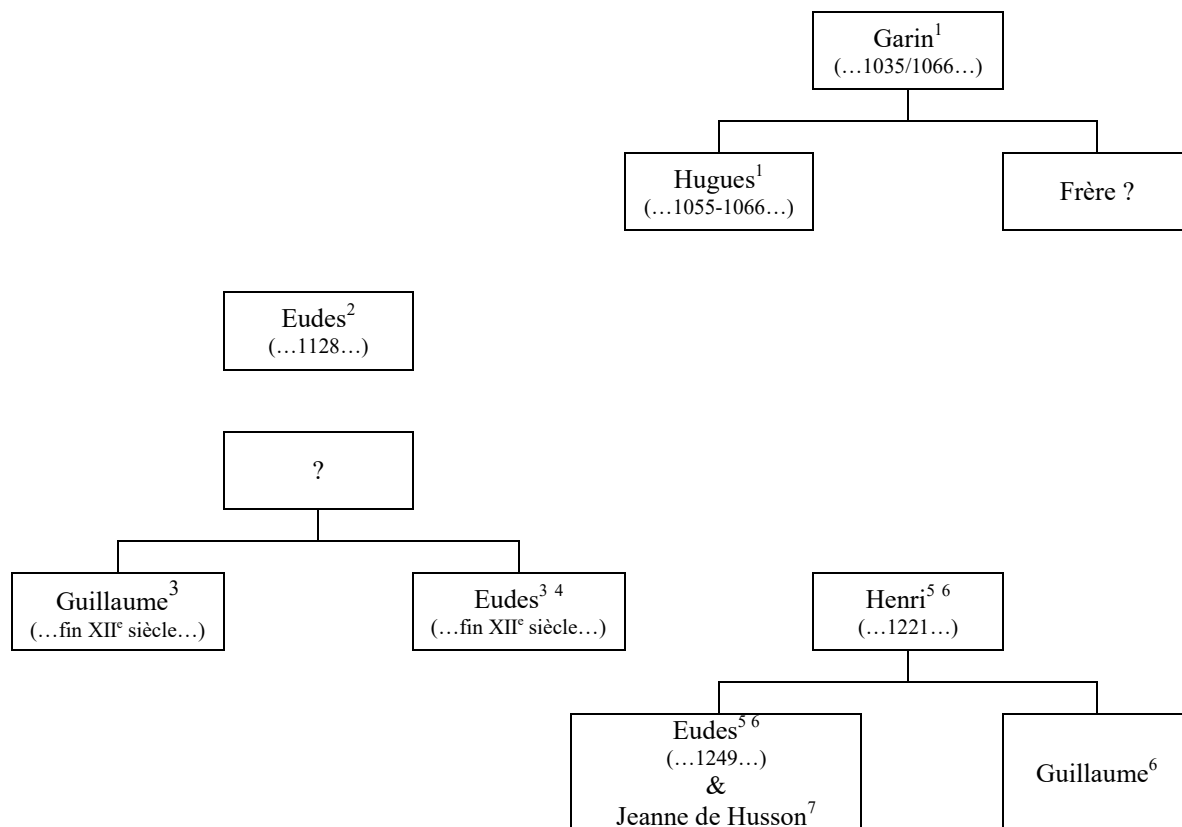 Garin¹
(…1035/1066…)
Hugues¹
(…1055-1066…)
Frère ?
Eudes²
(…1128…)
?
Guillaume³
(…fin XIIᵉ siècle…)
Eudes³ ⁴
(…fin XIIᵉ siècle…)
Henri⁵ ⁶
(…1221…)
Eudes⁵ ⁶
(…1249…)
&
Jeanne de Husson⁷
Guillaume⁶